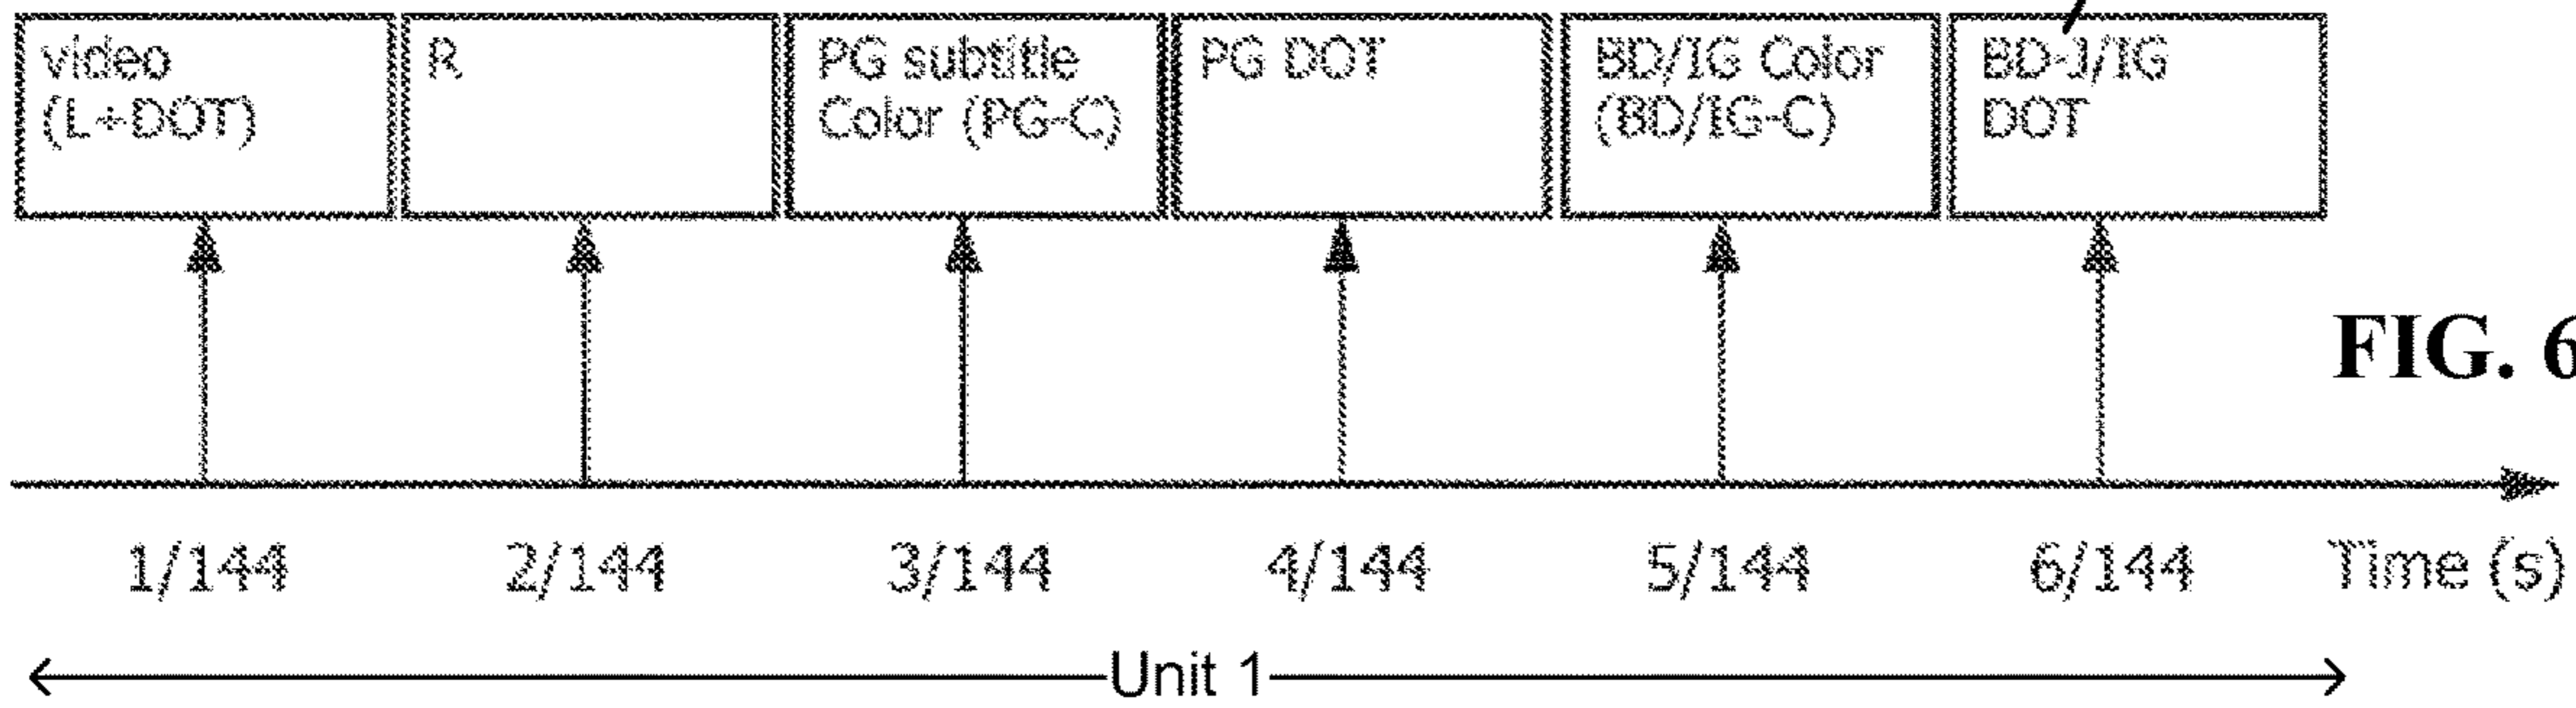 video
(L+DOT)
R
PG subtitle
Color (PG-C)
PG DOT
BD/IG Color
(BD/IG-C)
BD-J/IG
DOT
FIG. 6
1/144
2/144
3/144
4/144
5/144
6/144
Time (s)
Unit 1